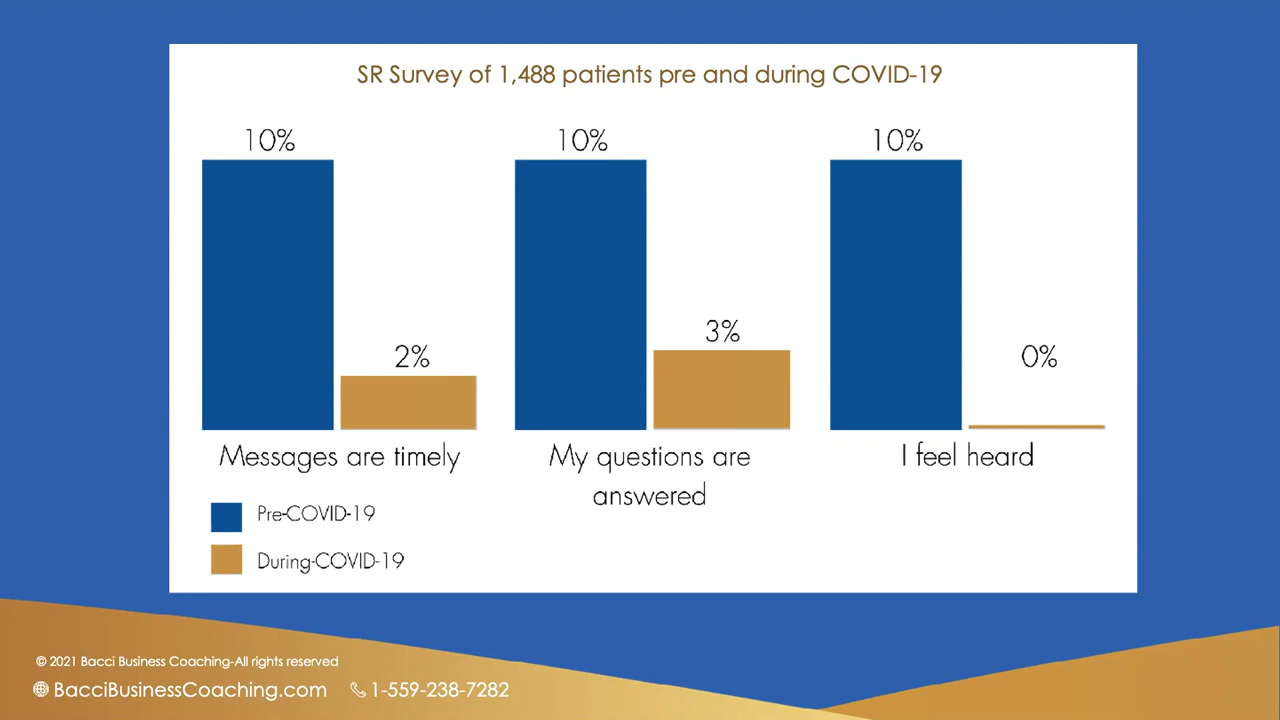 SR Survey of 1,488 patients pre and during COVID-19
10%
2%
10%
3%
10%
0%
Messages are timely
My questions are
answered
I feel heard
Pre-COVID-19
During-COVID-19
© 2021 Bacci Business Coaching-All rights reserved
BacciBusinessCoaching.com 1-559-238-7282